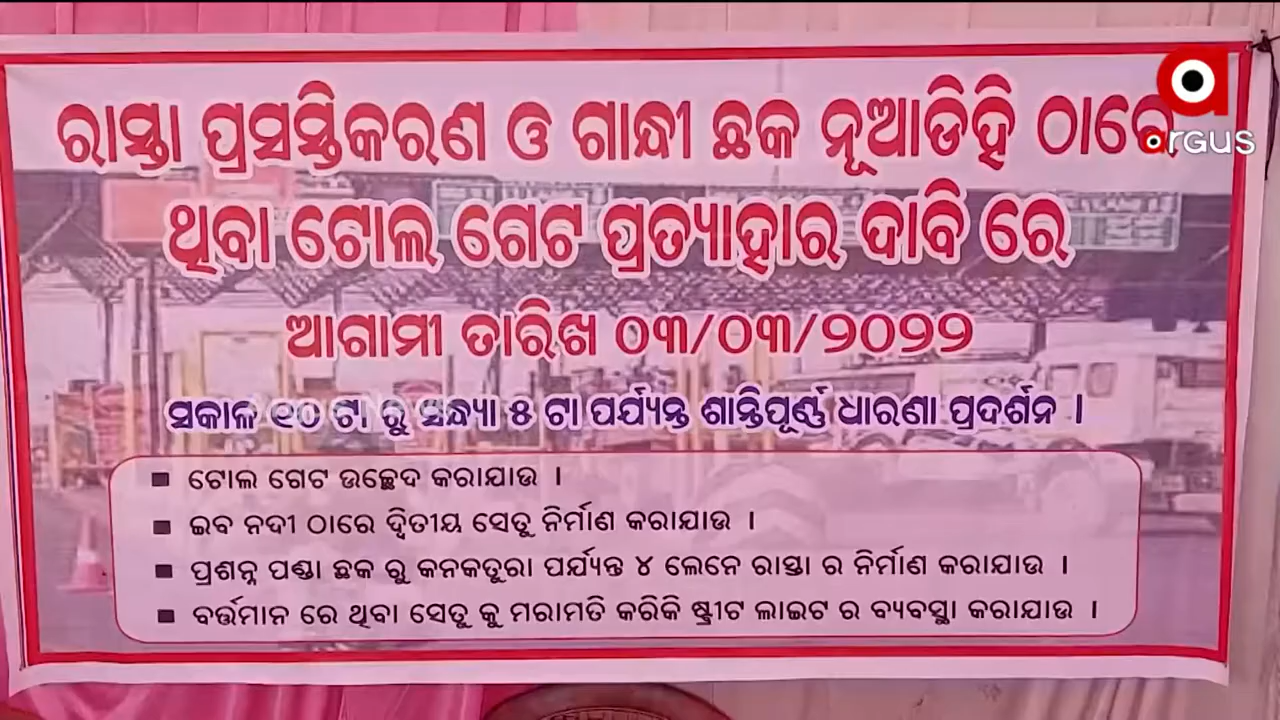 ରାସ୍ତା ପ୍ରସସ୍ତିକରଣ ଓ ଗାନ୍ଧୀ ଛକ ନୂଆଡିହି ଠାରେ
ଥିବା ଟୋଲ ଗେଟ ପ୍ରତ୍ୟାହାର ଦାବି ରେ
ଆଗାମୀ ତାରିଖ ୦୩/୦୩/୨୦୨୨
ସକାଳ ୧୦ ଟା ରୁ ସନ୍ଧ୍ୟା ୫ ଟା ପର୍ଯ୍ୟନ୍ତ ଶାନ୍ତିପୂର୍ଣ୍ଣ ଧାରଣା ପ୍ରଦର୍ଶନ ।
ଟୋଲ ଗେଟ ଉଚ୍ଛେଦ କରାଯାଉ ।
ଇବ ନଦୀ ଠାରେ ଦ୍ଵିତୀୟ ସେତୁ ନିର୍ମାଣ କରାଯାଉ ।
ପ୍ରଶନ୍ନ ପଣ୍ଡା ଛକ ରୁ କନକତୁରା ପର୍ଯ୍ୟନ୍ତ ୪ ଲେନେ ରାସ୍ତା ର ନିର୍ମାଣ କରାଯାଉ ।
ବର୍ତ୍ତମାନ ରେ ଥିବା ସେତୁ କୁ ମରାମତି କରିକି ଷ୍ଟ୍ରୀଟ ଲାଇଟ ର ବ୍ୟବସ୍ଥା କରାଯାଉ ।
argus